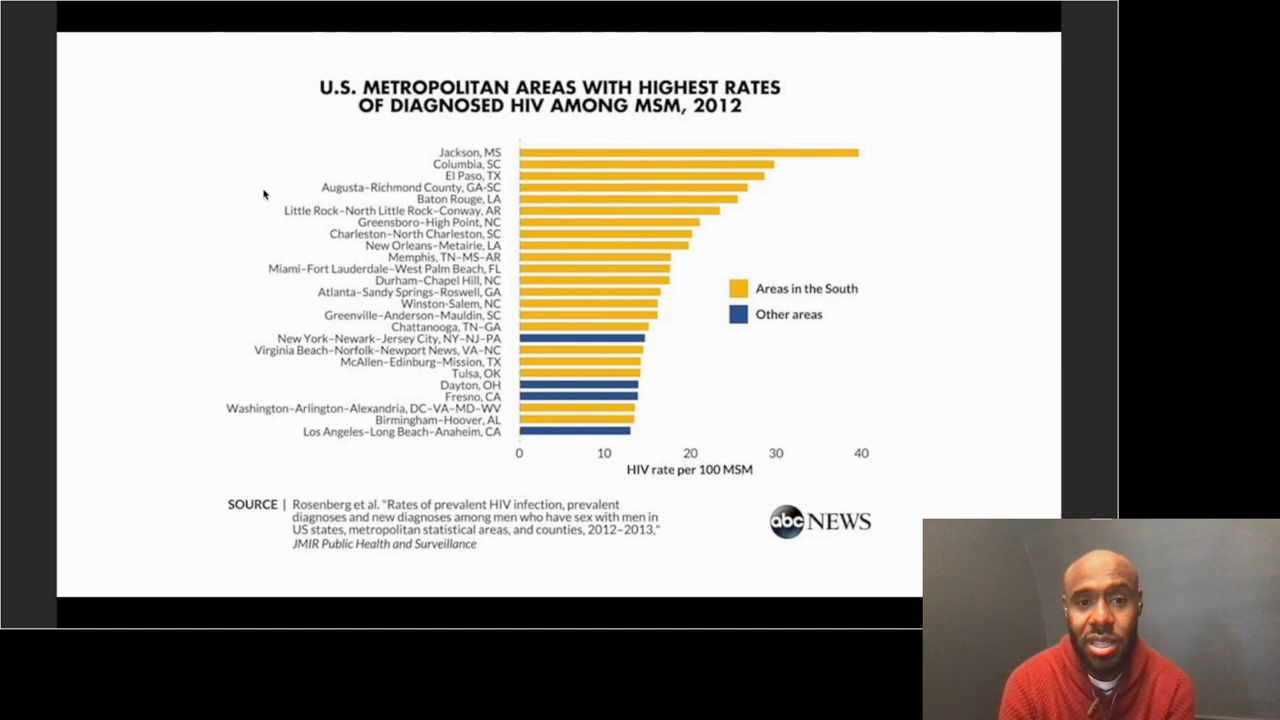 U.S. METROPOLITAN AREAS WITH HIGHEST RATES
OF DIAGNOSED HIV AMONG MSM, 2012
Jackson, MS
Columbia, SC
El Paso, TX
Augusta–Richmond County, GA-SC
Baton Rouge, LA
Little Rock–North Little Rock–Conway, AR
Greensboro–High Point, NC
Charleston–North Charleston, SC
New Orleans–Metairie, LA
Memphis, TN–MS–AR
Miami–Fort Lauderdale–West Palm Beach, FL
Durham–Chapel Hill, NC
Atlanta–Sandy Springs–Roswell, GA
Winston-Salem, NC
Greenville–Anderson–Mauldin, SC
Chattanooga, TN–GA
New York–Newark–Jersey City, NY–NJ–PA
Virginia Beach–Norfolk–Newport News, VA–NC
McAllen–Edinburg–Mission, TX
Tulsa, OK
Dayton, OH
Fresno, CA
Washington–Arlington–Alexandria, DC–VA–MD–WV
Birmingham–Hoover, AL
Los Angeles–Long Beach–Anaheim, CA
Areas in the South
Other areas
0 10 20 30 40
HIV rate per 100 MSM
SOURCE | Rosenberg et al. "Rates of prevalent HIV infection, prevalent
diagnoses and new diagnoses among men who have sex with men in
US states, metropolitan statistical areas, and counties, 2012–2013,"
JMIR Public Health and Surveillance
abc NEWS